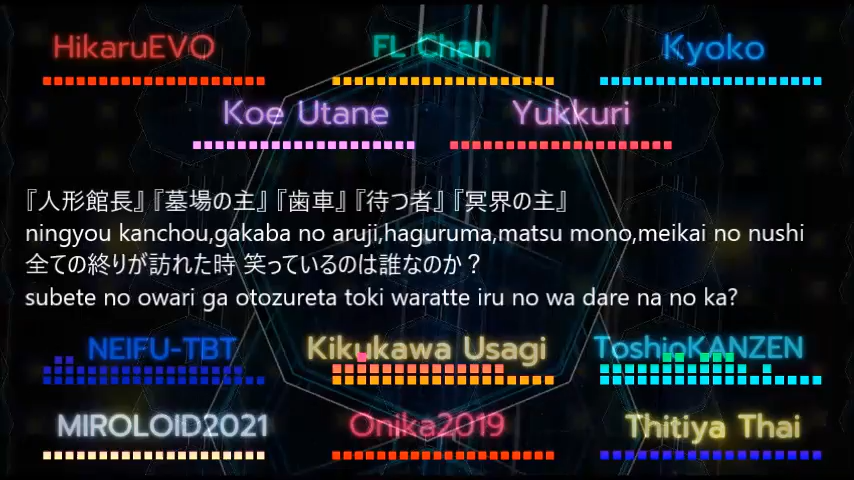 HikaruEVO FL Chan Kyoko
Koe Utane Yukkuri
『人形館長』『墓場の主』『歯車』『待つ者』『冥界の主』
ningyou kanchou,gakaba no aruji,haguruma,matsu mono,meikai no nushi
全ての終りが訪れた時 笑っているのは誰なのか？
subete no owari ga otozureta toki waratte iru no wa dare na no ka?
NEIFU-TBT Kikukawa Usagi ToshioKANZEN
MIROLOID2021 Onika2019 Thitiya Thai